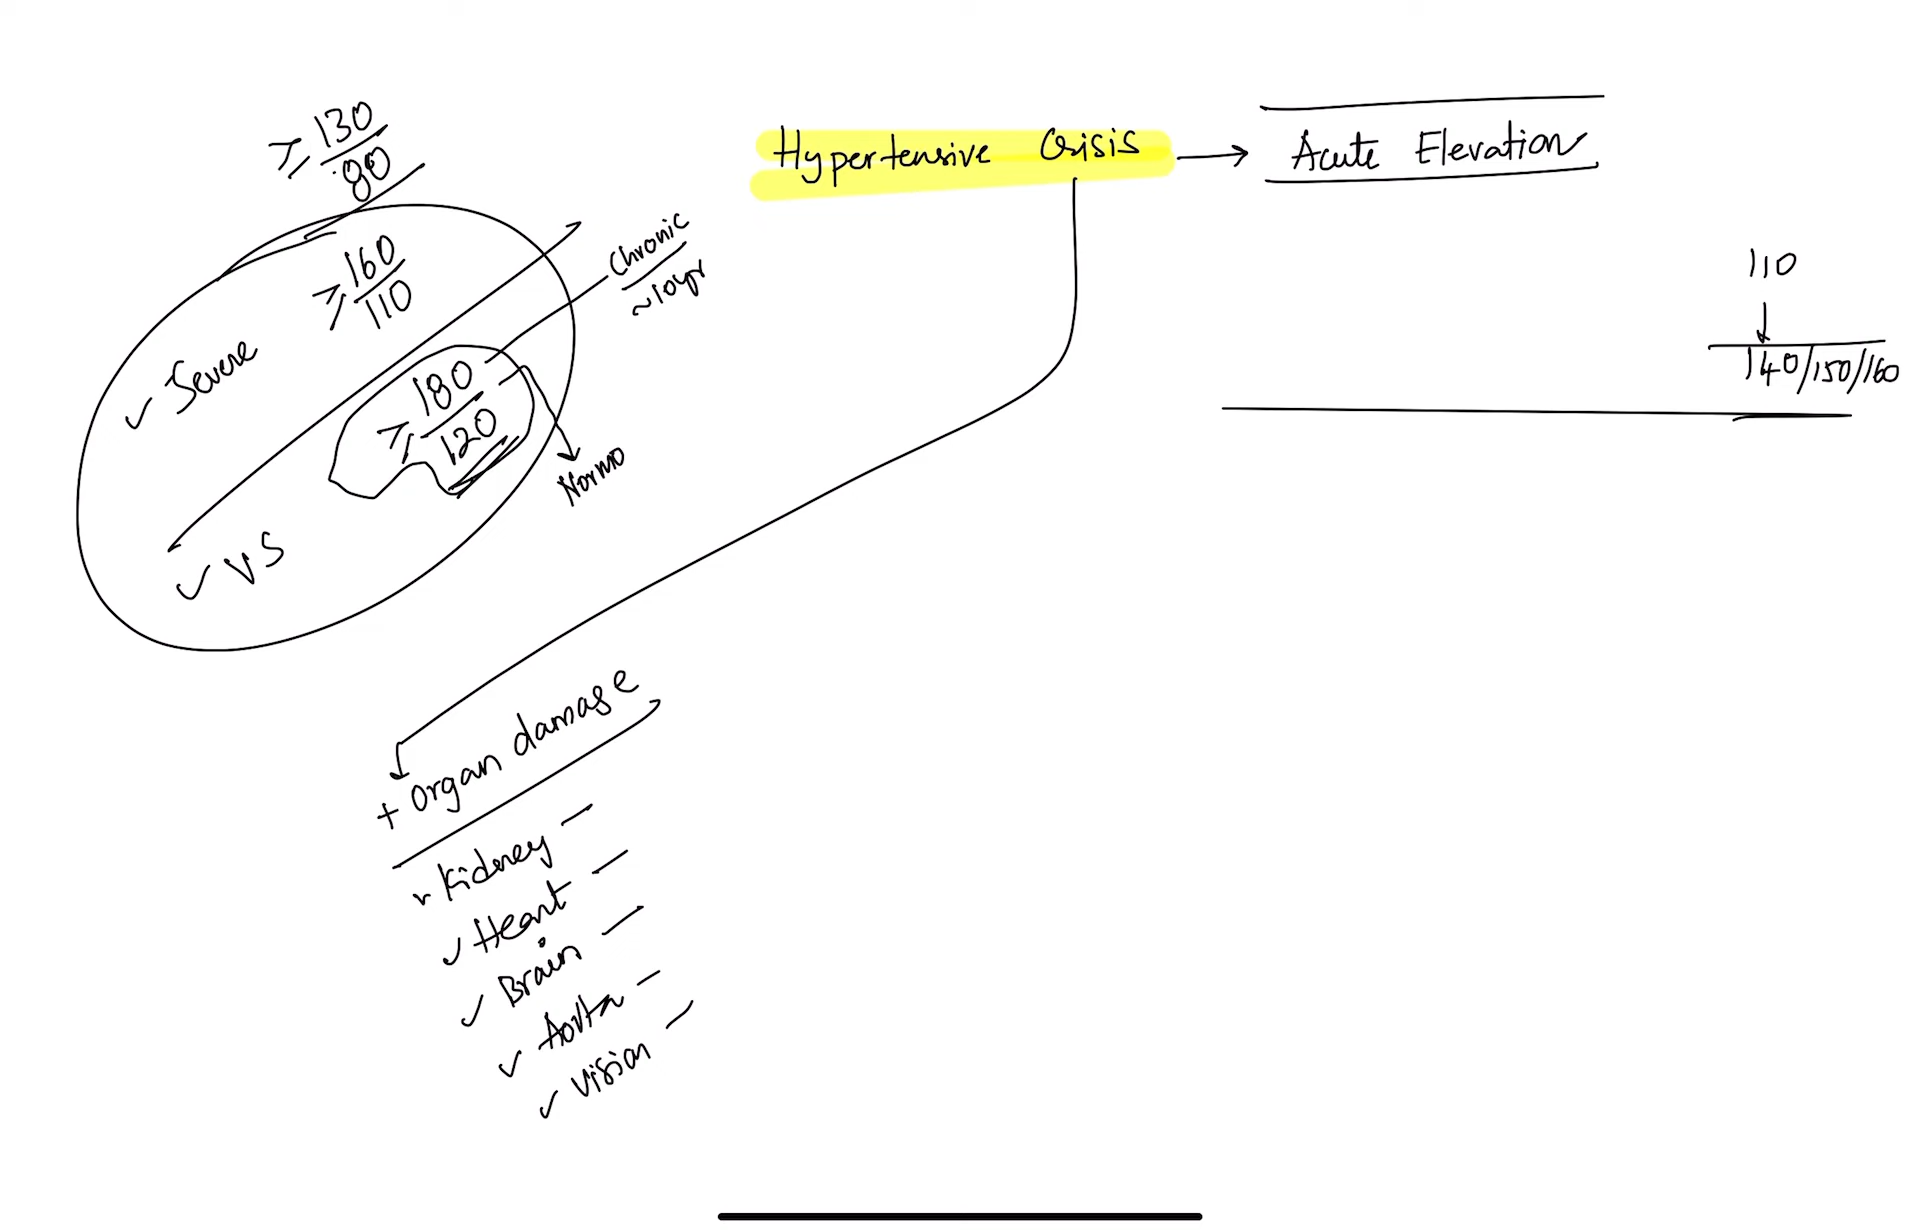 ≥ 130
80
Hypertensive Crisis → Acute Elevation
≥ 160
110
Severe
Chronic
~10yr
≥ 180
120
Normo
VS
110
↓
140/150/160
+ Organ damage
Kidney —
✓ Heart —
✓ Brain —
✓ Aorta —
✓ Vision —